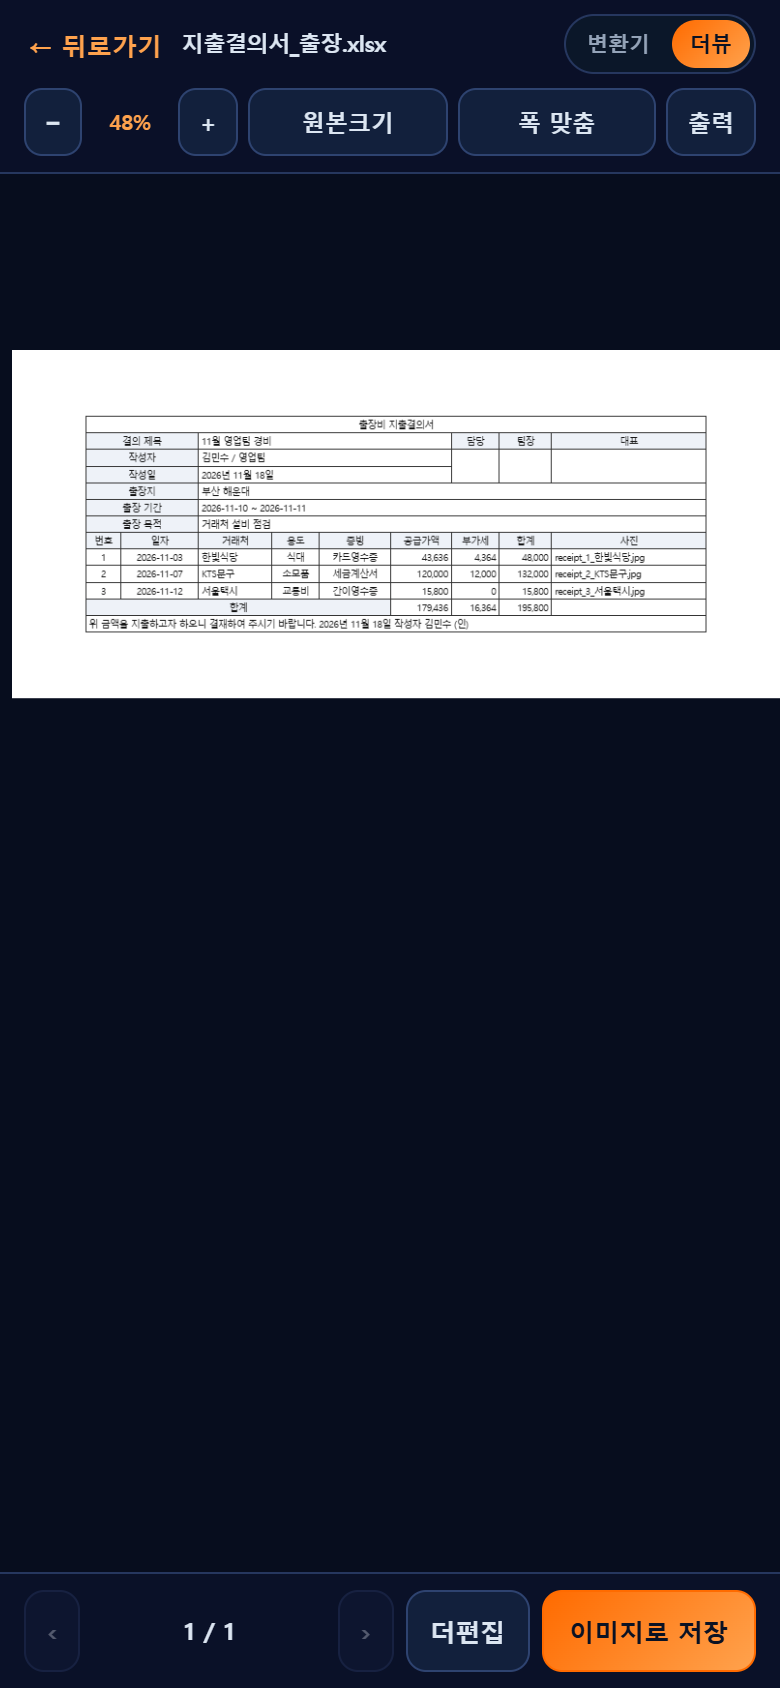 ← 뒤로가기 지출결의서_출장.xlsx 변환기 더뷰
− 48% + 원본크기 폭 맞춤 출력
출장비 지출결의서
결의 제목 11월 영업팀 경비 담당 팀장 대표
작성자 김민수 / 영업팀
작성일 2026년 11월 18일
출장지 부산 해운대
출장 기간 2026-11-10 ~ 2026-11-11
출장 목적 거래처 설비 점검
번호 일자 거래처 용도 증빙 공급가액 부가세 합계 사진
1 2026-11-03 한빛식당 식대 카드영수증 43,636 4,364 48,000 receipt_1_한빛식당.jpg
2 2026-11-07 KTS문구 소모품 세금계산서 120,000 12,000 132,000 receipt_2_KTS문구.jpg
3 2026-11-12 서울택시 교통비 간이영수증 15,800 0 15,800 receipt_3_서울택시.jpg
합계 179,436 16,364 195,800
위 금액을 지출하고자 하오니 결재하여 주시기 바랍니다. 2026년 11월 18일 작성자 김민수 (인)
‹ 1 / 1 › 더편집 이미지로 저장